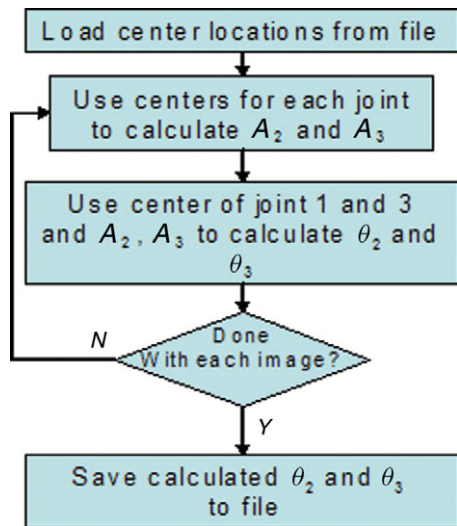 Load center locations from file
Use centers for each joint
to calculate A₂ and A₃
Use center of joint 1 and 3
and A₂, A₃ to calculate θ₂ and
θ₃
Done
With each image?
N
Y
Save calculated θ₂ and θ₃
to file